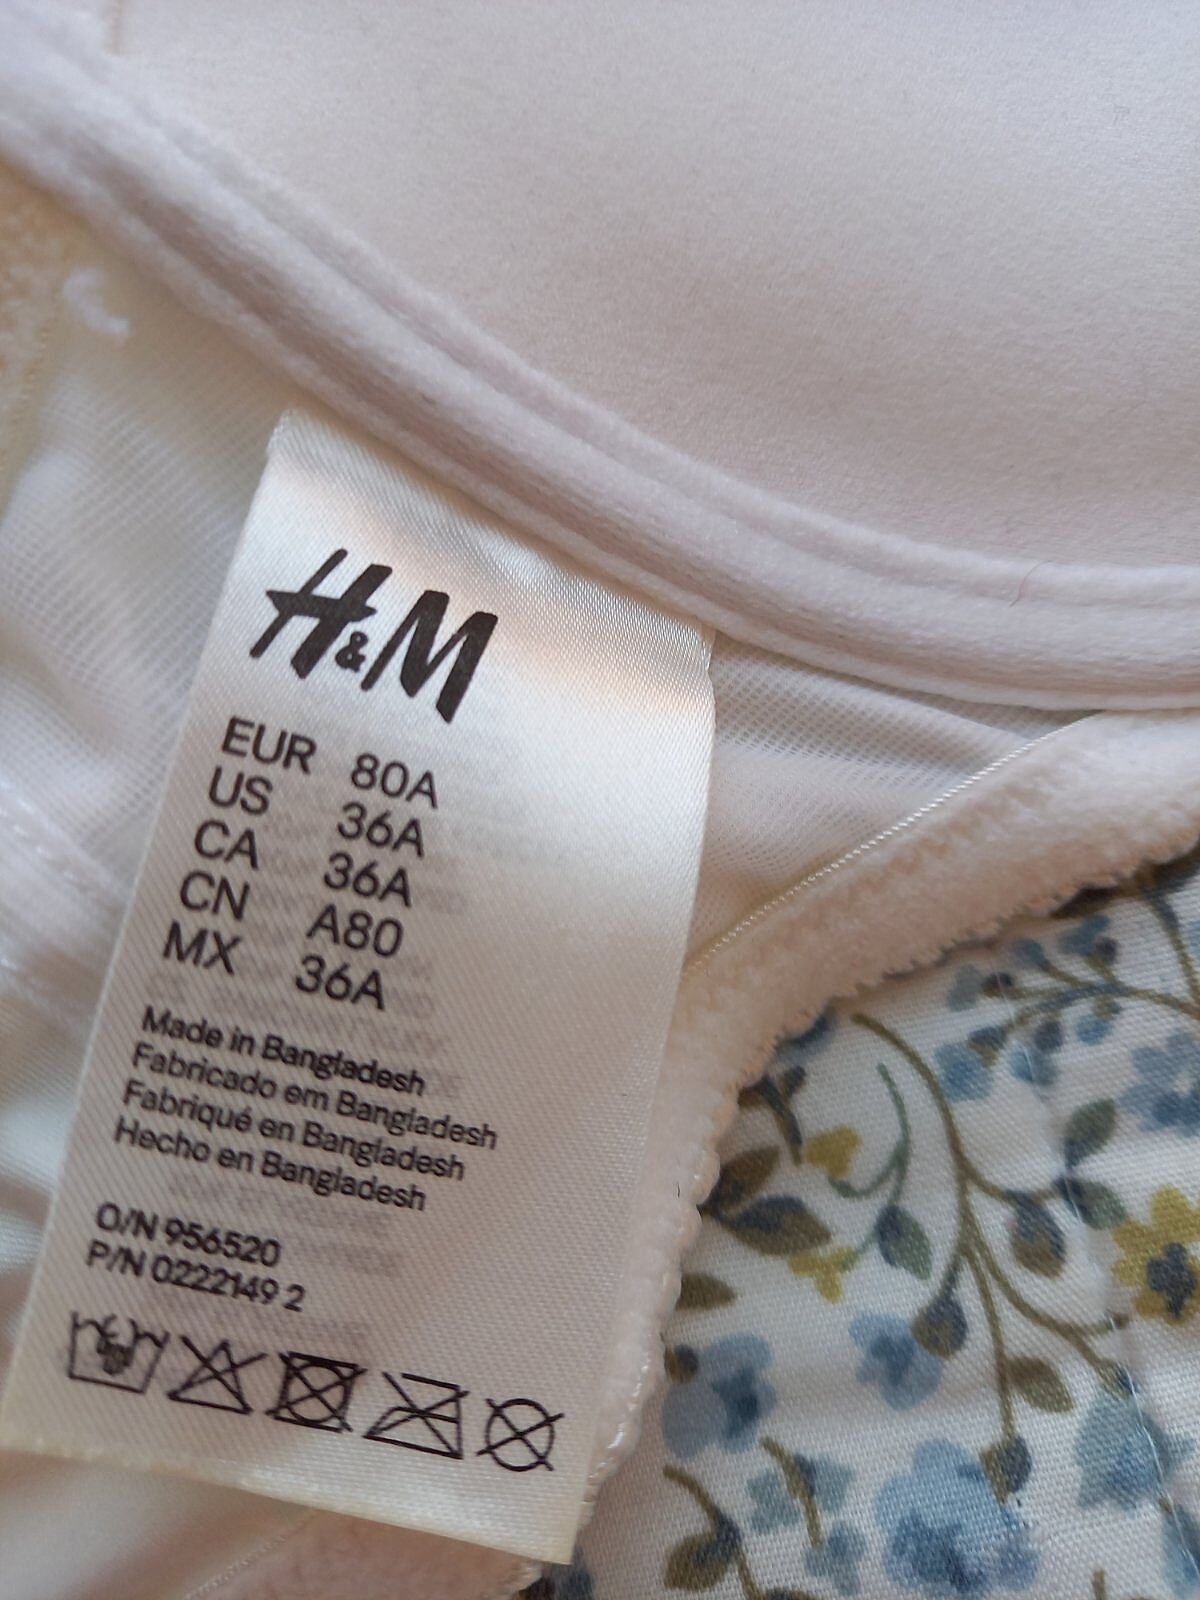 H&M
EUR 80A
US 36A
CA 36A
CN A80
MX 36A
Made in Bangladesh
Fabricado em Bangladesh
Fabriqué en Bangladesh
Hecho en Bangladesh
O/N 956520
P/N 0222149 2